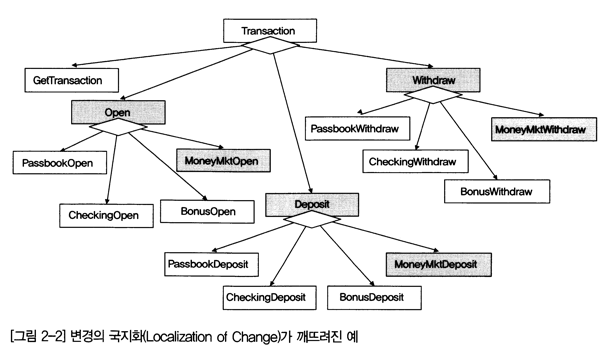 Transaction
GetTransaction
Withdraw
Open
PassbookWithdraw
MoneyMktWithdraw
PassbookOpen
MoneyMktOpen
CheckingWithdraw
BonusWithdraw
CheckingOpen
BonusOpen
Deposit
PassbookDeposit
MoneyMktDeposit
CheckingDeposit
BonusDeposit
[그림 2-2] 변경의 국지화(Localization of Change)가 깨뜨려진 예